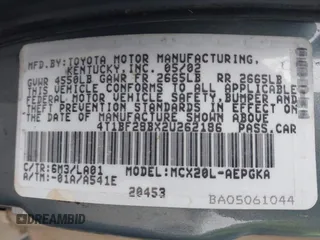 MFD.BY:TOYOTA MOTOR MANUFACTURING,
KENTUCKY,INC. 05/02
GVWR 4550LB GAWR FR 2665LB RR 2665LB
THIS VEHICLE CONFORMS TO ALL APPLICABLE
FEDERAL MOTOR VEHICLE SAFETY,BUMPER AND
THEFT PREVENTION STANDARDS IN EFFECT ON
THE DATE OF MANUFACTURE SHOWN ABOVE.
4T1BF28BX2U262186 PASS.CAR
C/TR:6M3/LA01 MODEL:MCX20L-AEPGKA
A/TM:-01A/A541E
20453
BA05061044
DREAMBID